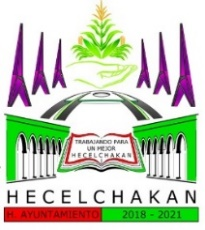 TRABAJANDO PARA
UN MEJOR
HECELCHAKAN
HECELCHAKAN
H. AYUNTAMIENTO 2018 - 2021